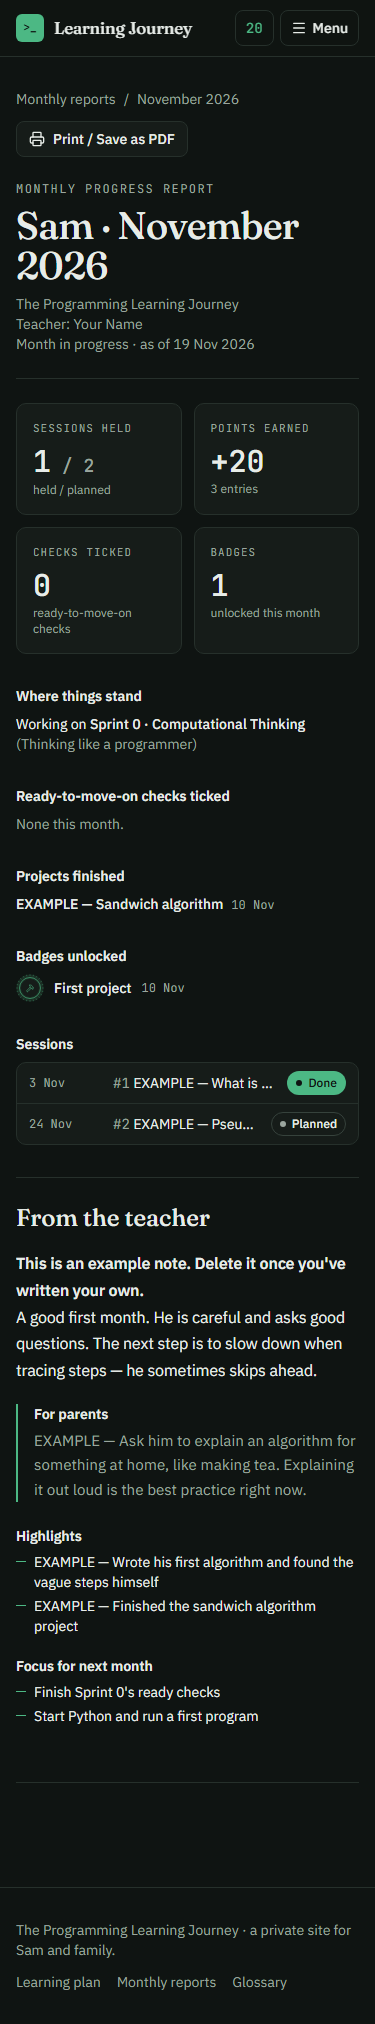 >_ Learning Journey 20 Menu
Monthly reports / November 2026
Print / Save as PDF
MONTHLY PROGRESS REPORT
Sam · November
2026
The Programming Learning Journey
Teacher: Your Name
Month in progress · as of 19 Nov 2026
SESSIONS HELD
1 / 2
held / planned
POINTS EARNED
+20
3 entries
CHECKS TICKED
0
ready-to-move-on
checks
BADGES
1
unlocked this month
Where things stand
Working on Sprint 0 · Computational Thinking
(Thinking like a programmer)
Ready-to-move-on checks ticked
None this month.
Projects finished
EXAMPLE — Sandwich algorithm 10 Nov
Badges unlocked
First project 10 Nov
Sessions
3 Nov #1 EXAMPLE — What is ... Done
24 Nov #2 EXAMPLE — Pseu... Planned
From the teacher
This is an example note. Delete it once you've
written your own.
A good first month. He is careful and asks good
questions. The next step is to slow down when
tracing steps — he sometimes skips ahead.
For parents
EXAMPLE — Ask him to explain an algorithm for
something at home, like making tea. Explaining
it out loud is the best practice right now.
Highlights
— EXAMPLE — Wrote his first algorithm and found the
vague steps himself
— EXAMPLE — Finished the sandwich algorithm
project
Focus for next month
— Finish Sprint 0's ready checks
— Start Python and run a first program
The Programming Learning Journey · a private site for
Sam and family.
Learning plan Monthly reports Glossary